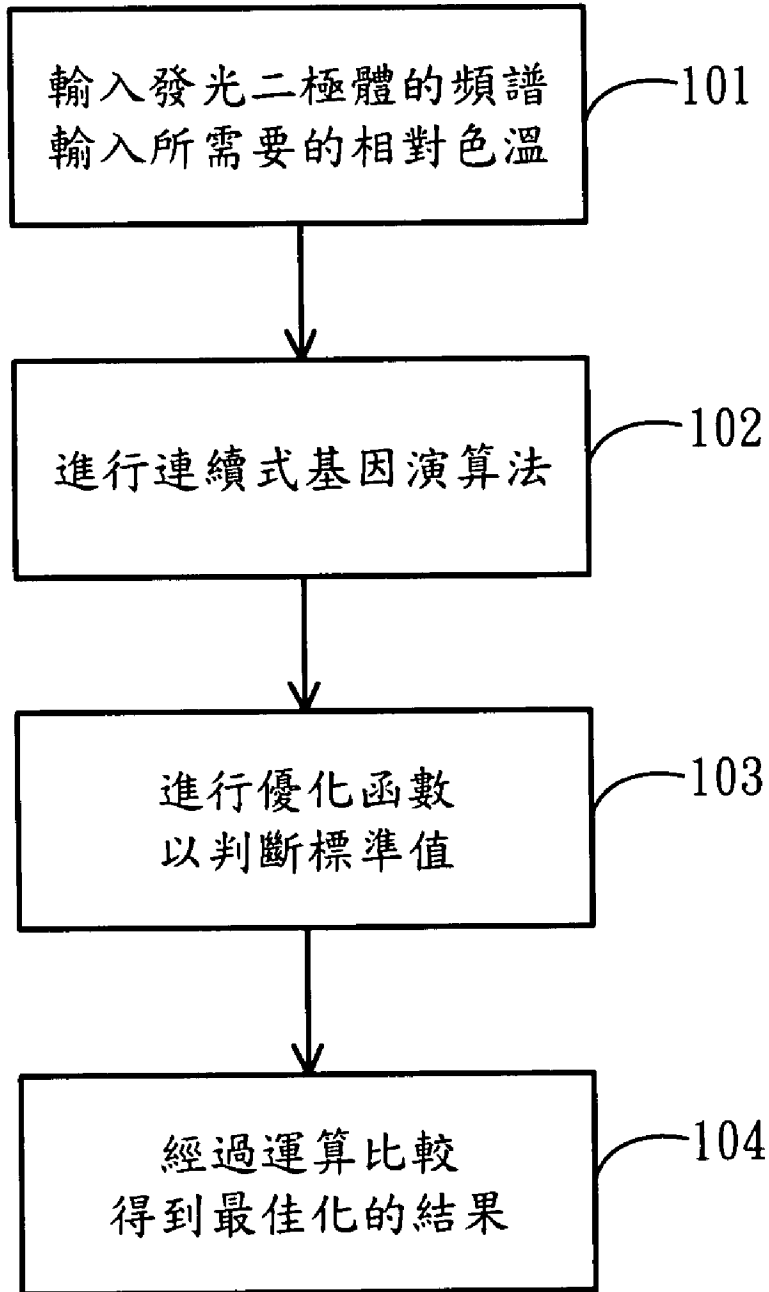 輸入發光二極體的頻譜
輸入所需要的相對色溫
101
進行連續式基因演算法
102
進行優化函數
以判斷標準值
103
經過運算比較
得到最佳化的結果
104